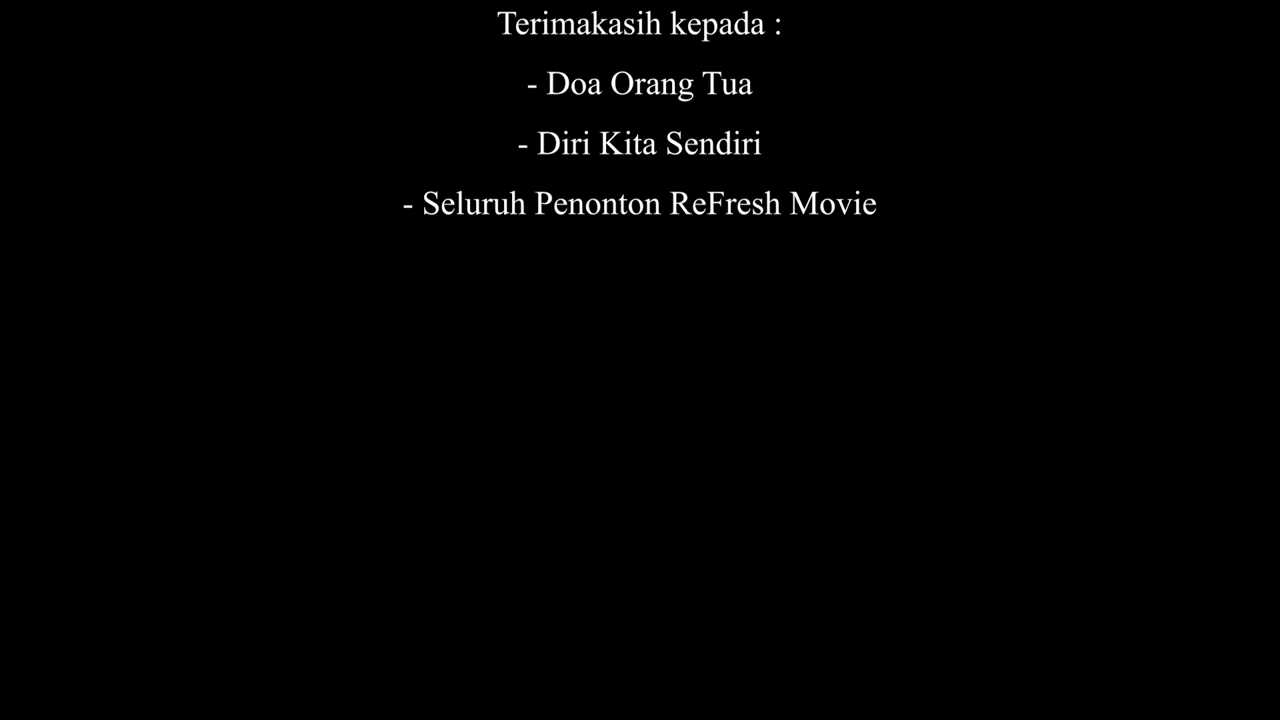 Terimakasih kepada :
- Doa Orang Tua
- Diri Kita Sendiri
- Seluruh Penonton ReFresh Movie